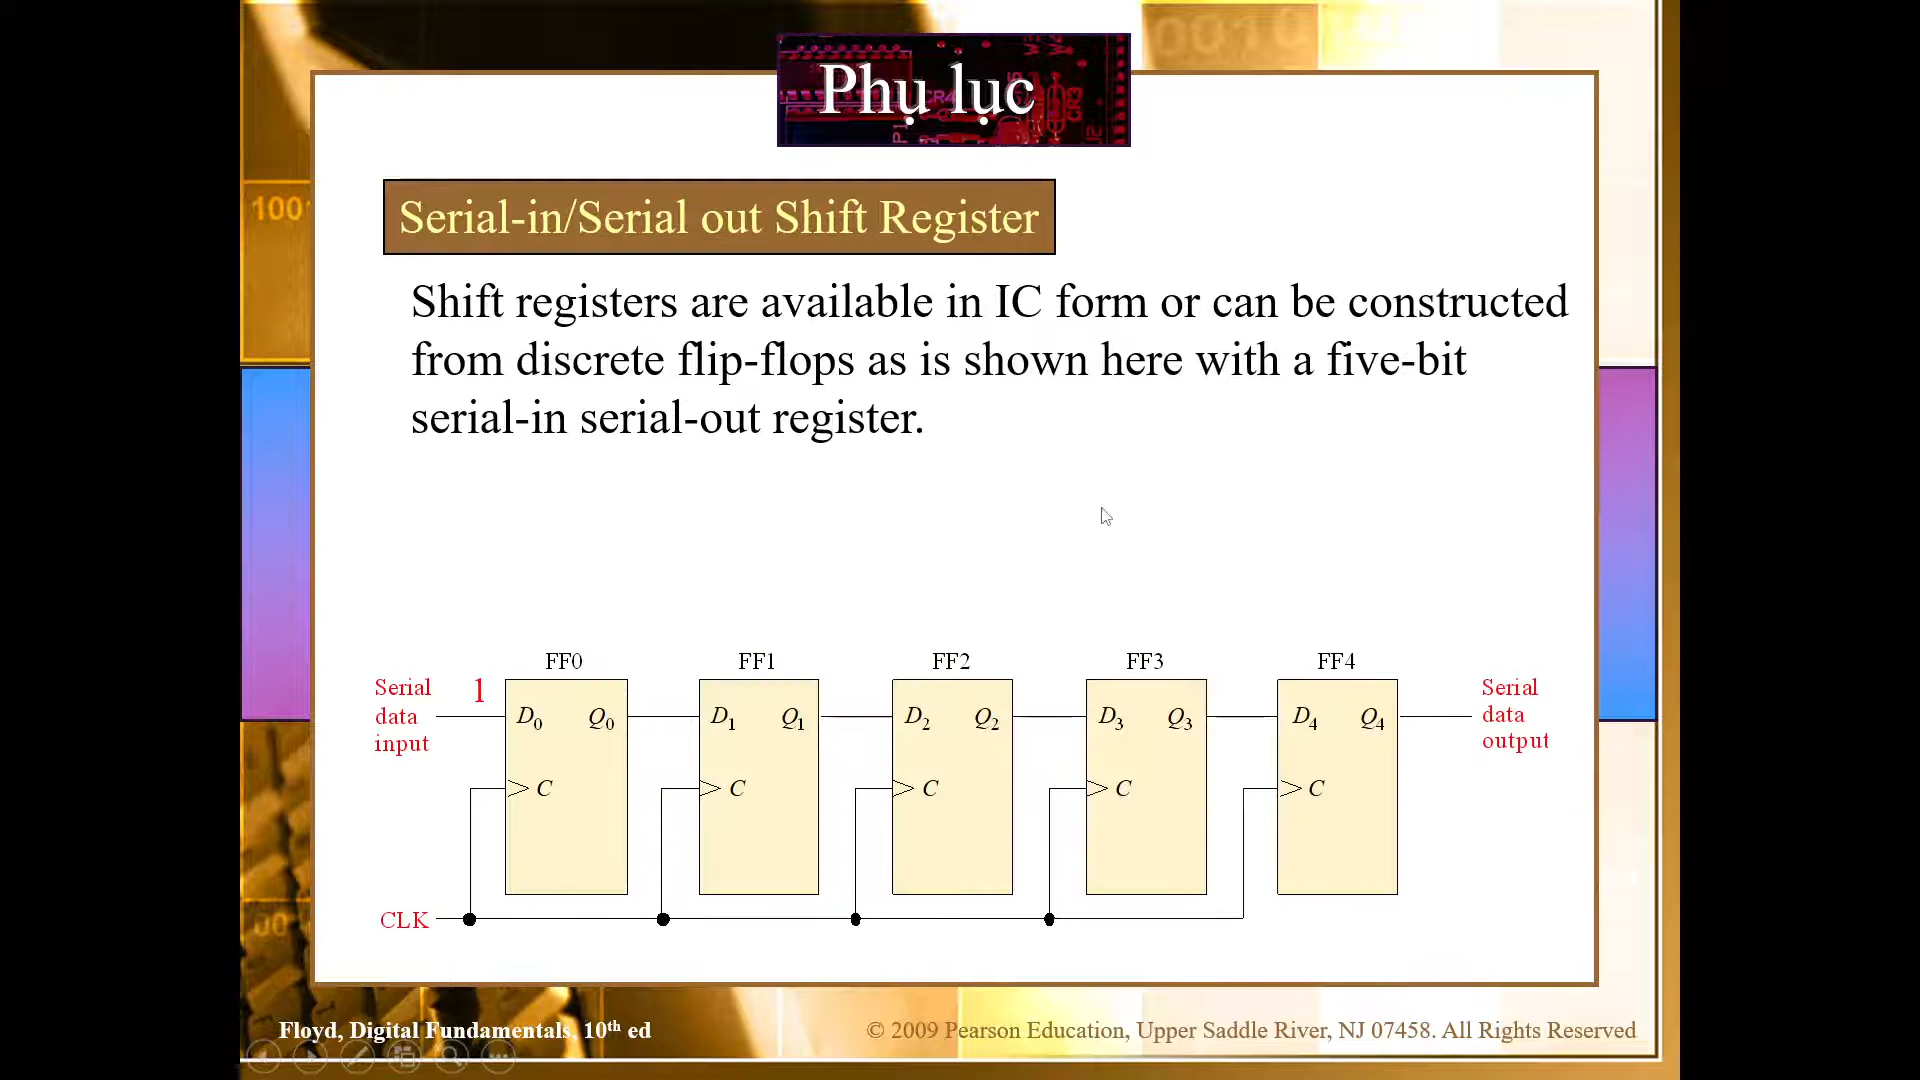 Phụ lục
Serial-in/Serial out Shift Register
Shift registers are available in IC form or can be constructed
from discrete flip-flops as is shown here with a five-bit
serial-in serial-out register.
FF0 FF1 FF2 FF3 FF4
Serial data input
1
D0 Q0 D1 Q1 D2 Q2 D3 Q3 D4 Q4
Serial data output
C C C C C
CLK
Floyd, Digital Fundamentals, 10th ed
© 2009 Pearson Education, Upper Saddle River, NJ 07458. All Rights Reserved